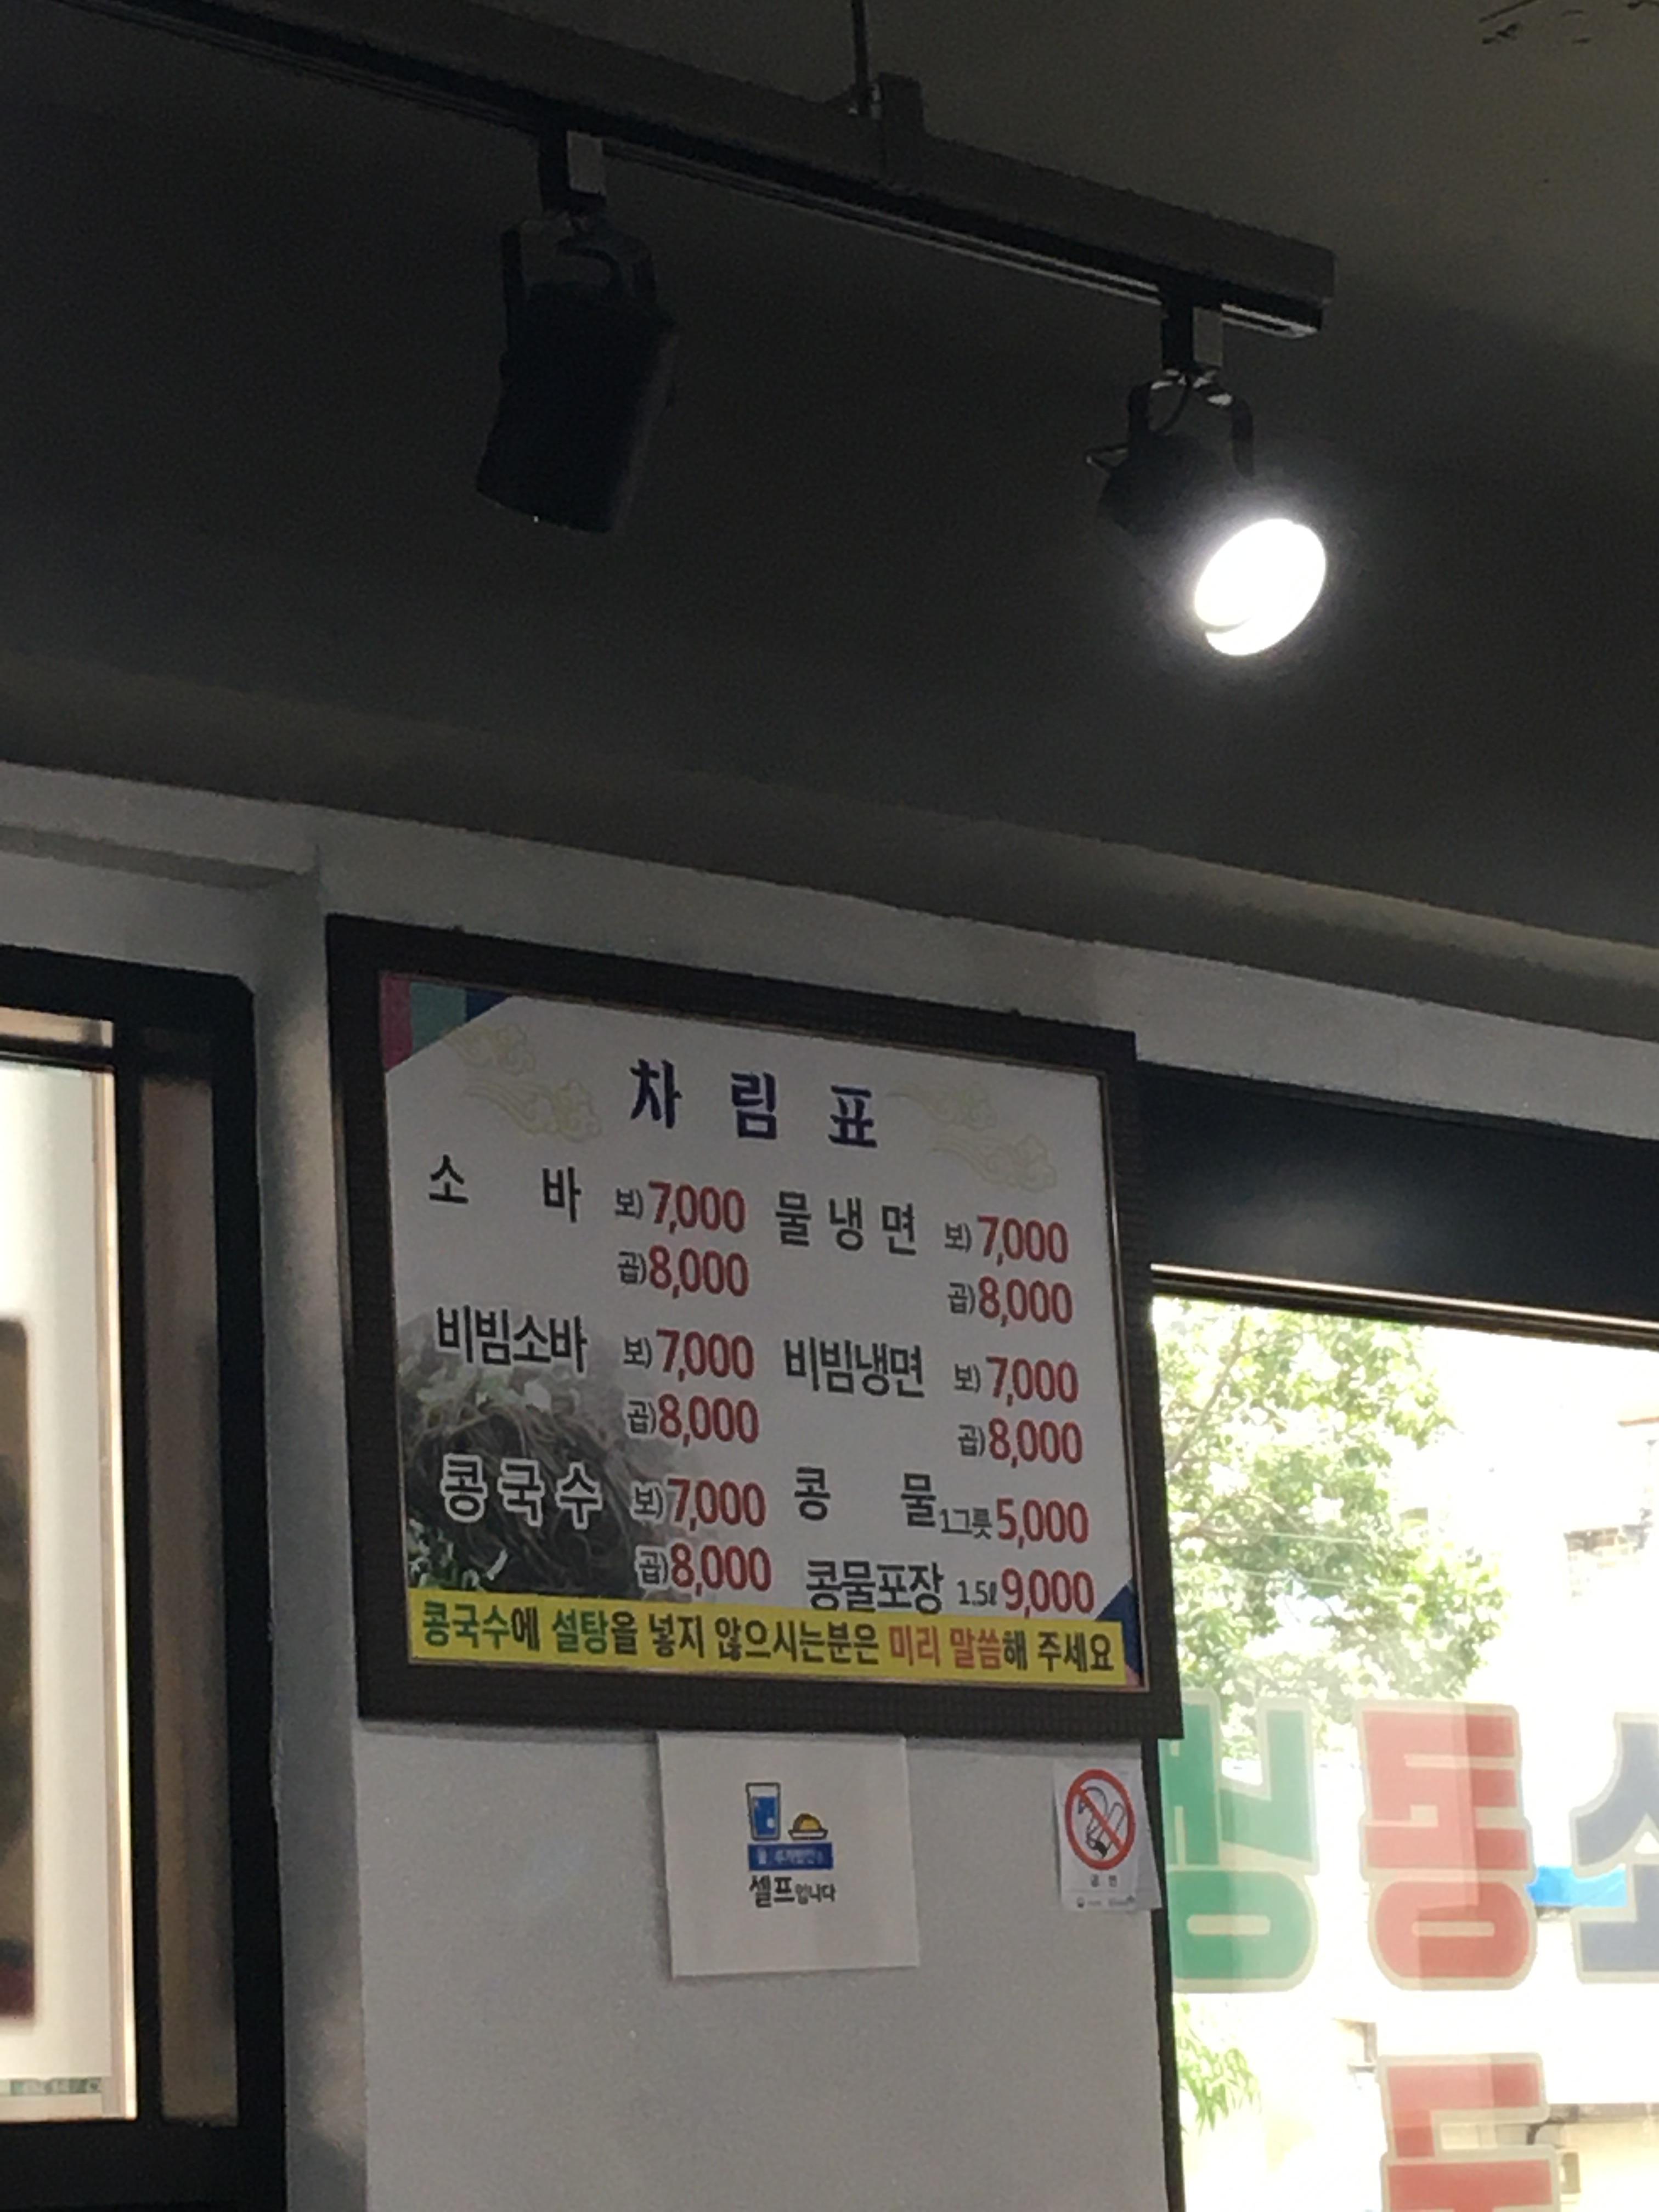 차림표
소 바 보)7,000 물냉면 보)7,000
곱)8,000 곱)8,000
비빔소바 보)7,000 비빔냉면 보)7,000
곱)8,000 곱)8,000
콩국수 보)7,000 콩 물 1그릇 5,000
곱)8,000 콩물포장 1.5ℓ 9,000
콩국수에 설탕을 넣지 않으시는분은 미리 말씀해 주세요
셀프입니다
금연